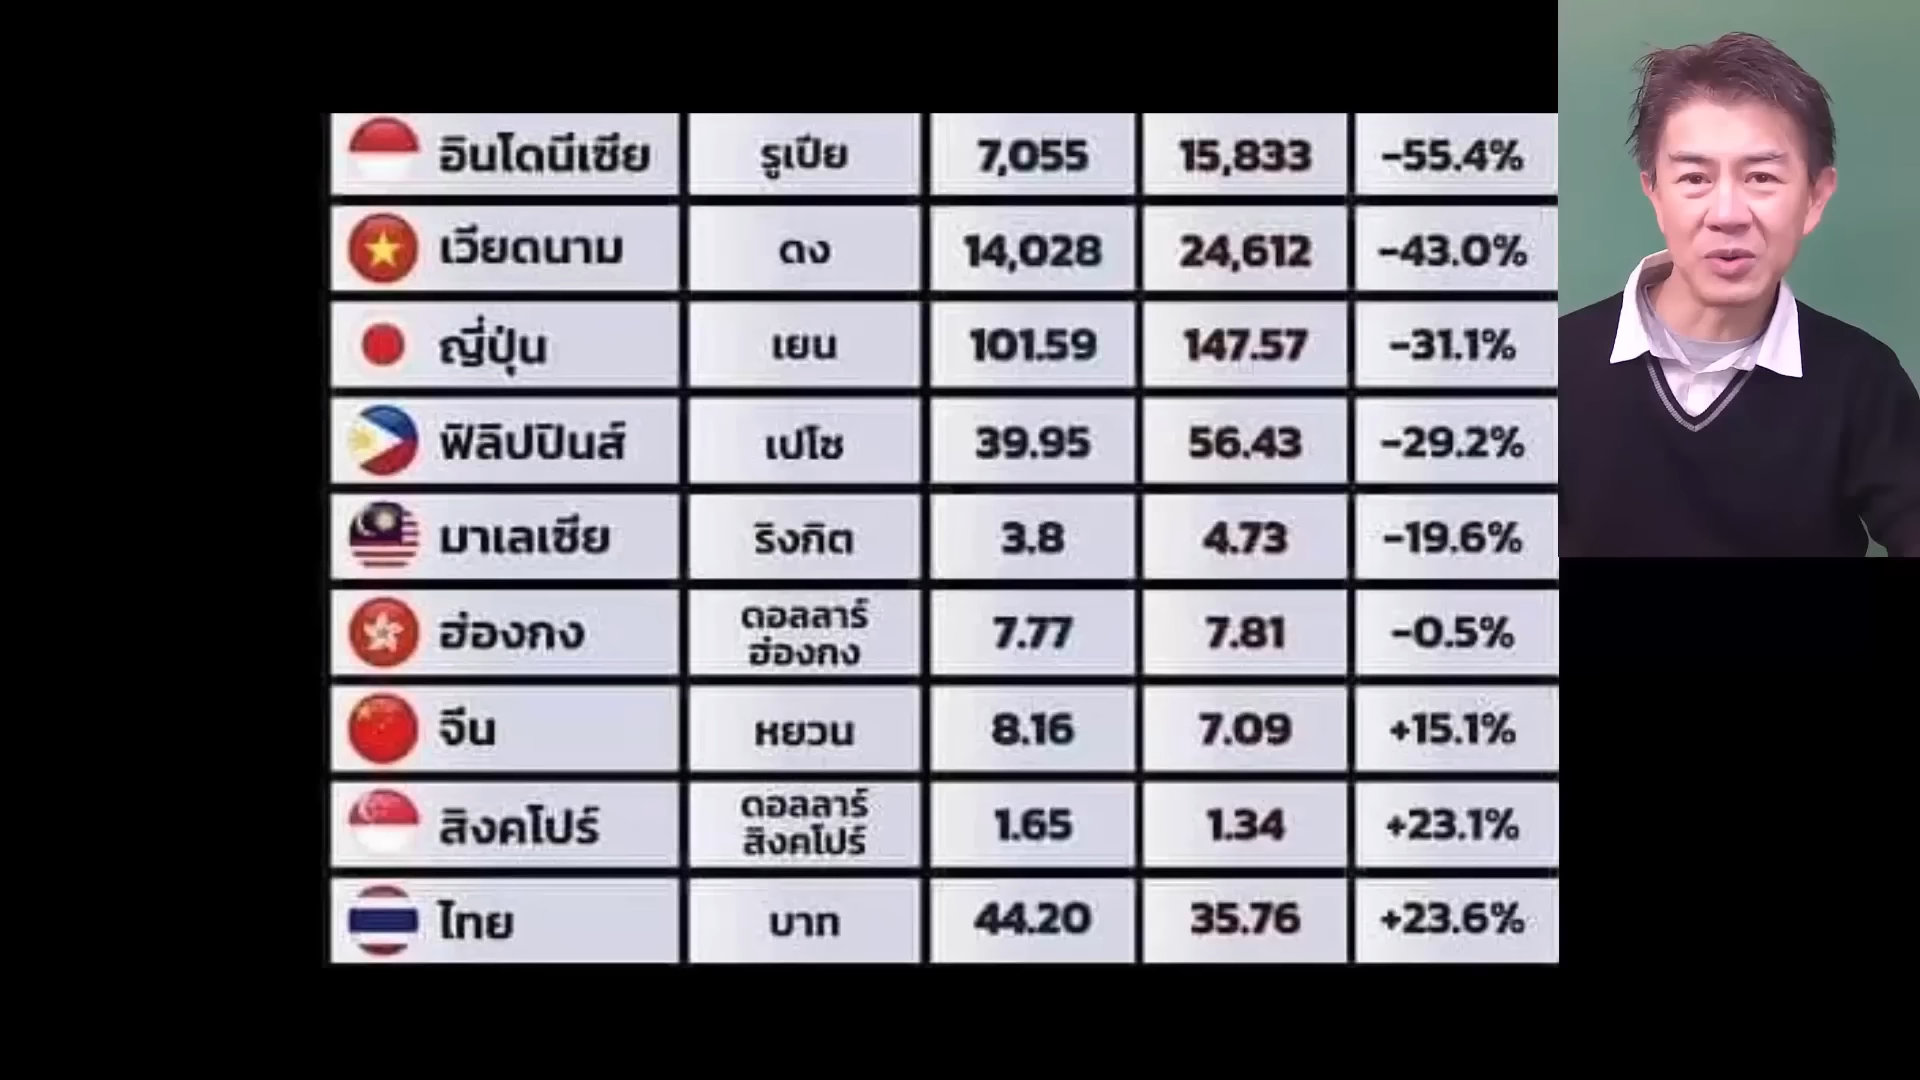 อินโดนีเซีย รูเปีย 7,055 15,833 -55.4%
เวียดนาม ดง 14,028 24,612 -43.0%
ญี่ปุ่น เยน 101.59 147.57 -31.1%
ฟิลิปปินส์ เปโซ 39.95 56.43 -29.2%
มาเลเซีย ริงกิต 3.8 4.73 -19.6%
ฮ่องกง ดอลลาร์ ฮ่องกง 7.77 7.81 -0.5%
จีน หยวน 8.16 7.09 +15.1%
สิงคโปร์ ดอลลาร์ สิงคโปร์ 1.65 1.34 +23.1%
ไทย บาท 44.20 35.76 +23.6%